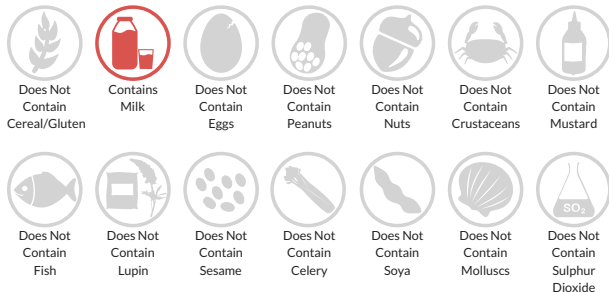 Does Not
Contain
Cereal/Gluten
Contains
Milk
Does Not
Contain
Eggs
Does Not
Contain
Peanuts
Does Not
Contain
Nuts
Does Not
Contain
Crustaceans
Does Not
Contain
Mustard
Does Not
Contain
Fish
Does Not
Contain
Lupin
Does Not
Contain
Sesame
Does Not
Contain
Celery
Does Not
Contain
Soya
Does Not
Contain
Molluscs
SO₂
Does Not
Contain
Sulphur
Dioxide